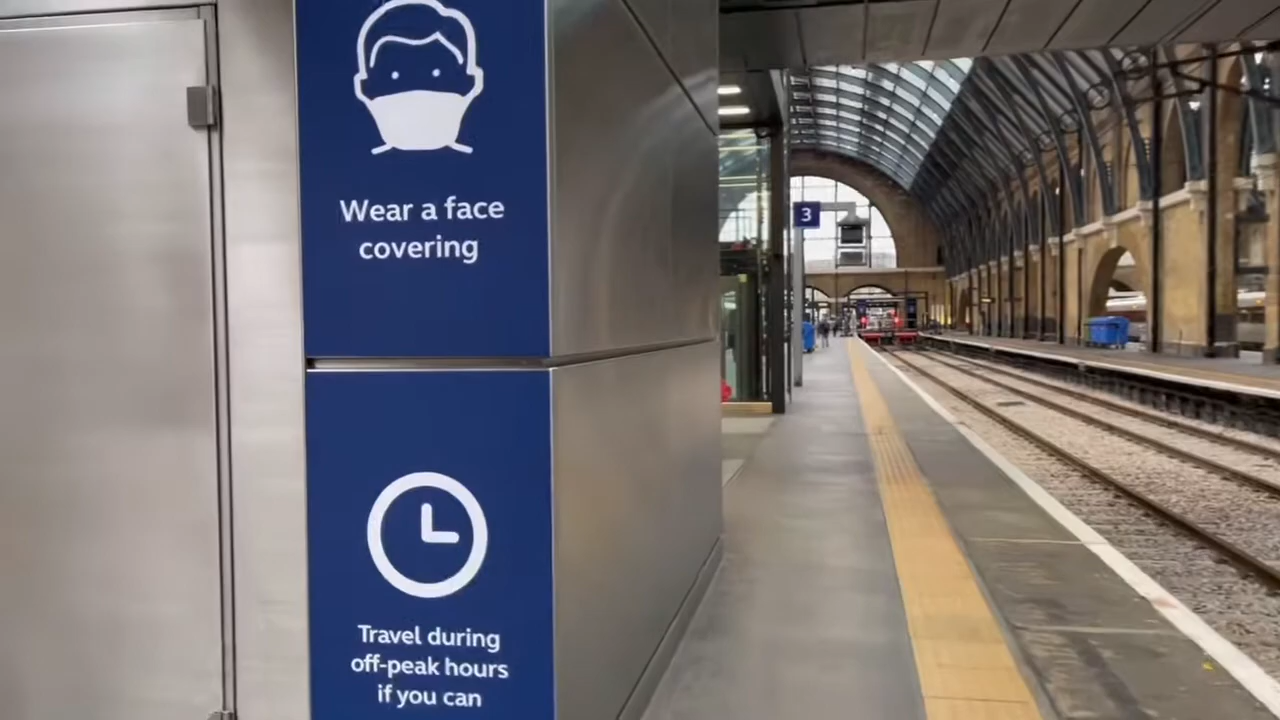 Wear a face
covering
3
Travel during
off-peak hours
if you can